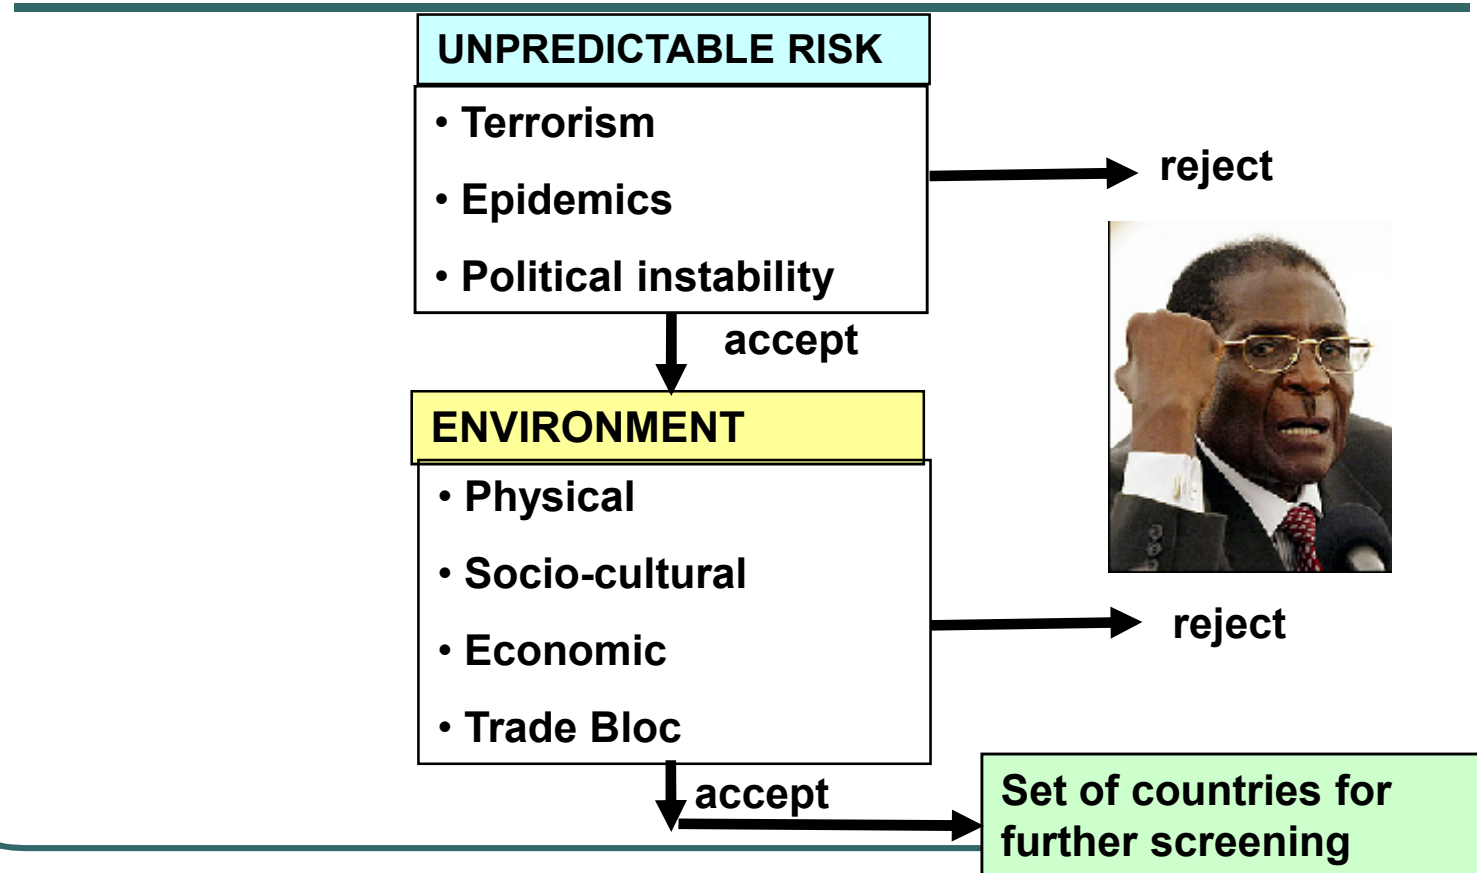 UNPREDICTABLE RISK
• Terrorism
• Epidemics
• Political instability
reject
accept
ENVIRONMENT
• Physical
• Socio-cultural
• Economic
• Trade Bloc
reject
accept
Set of countries for
further screening